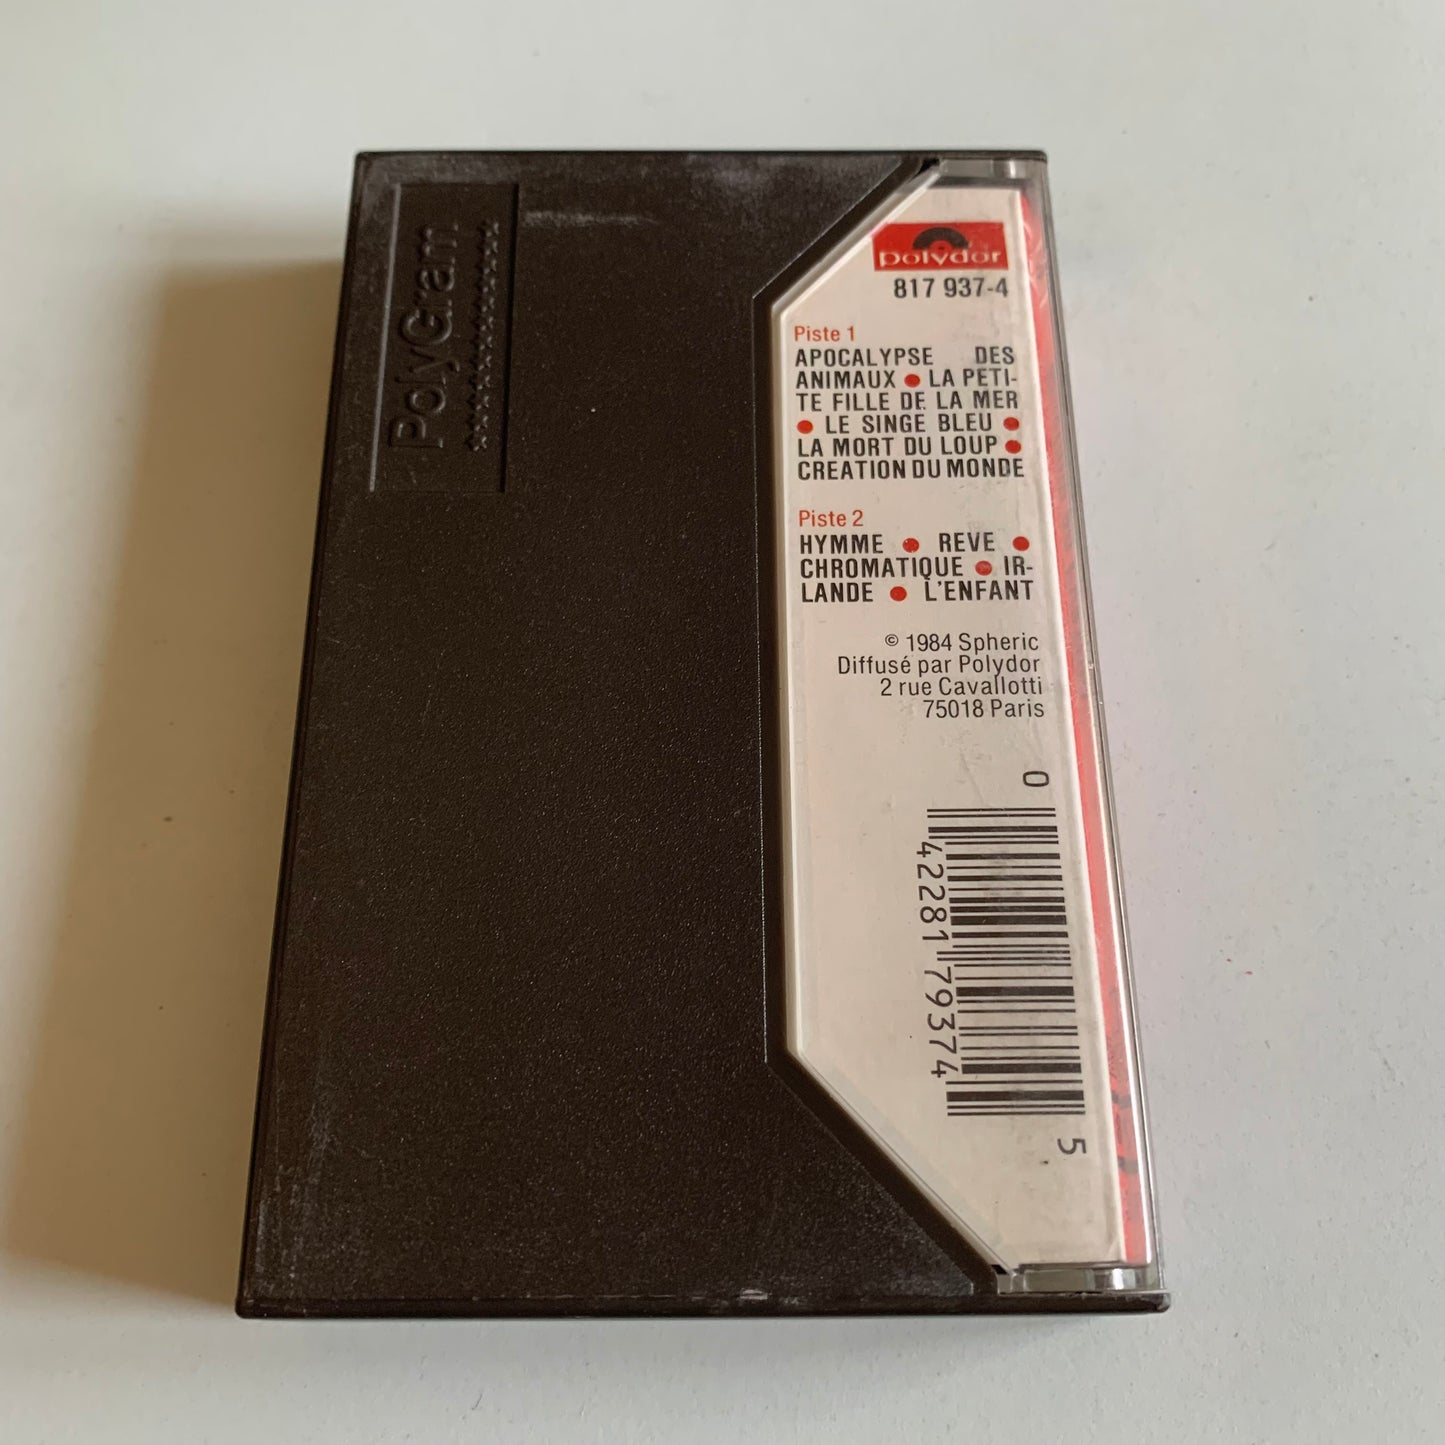 PolyGram
polydor
817 937-4
Piste 1
APOCALYPSE DES
ANIMAUX ● LA PETI-
TE FILLE DE LA MER
● LE SINGE BLEU ●
LA MORT DU LOUP ●
CREATION DU MONDE
Piste 2
HYMME ● REVE ●
CHROMATIQUE ● IR-
LANDE ● L'ENFANT
© 1984 Spheric
Diffusé par Polydor
2 rue Cavallotti
75018 Paris
0 42281 79374 5